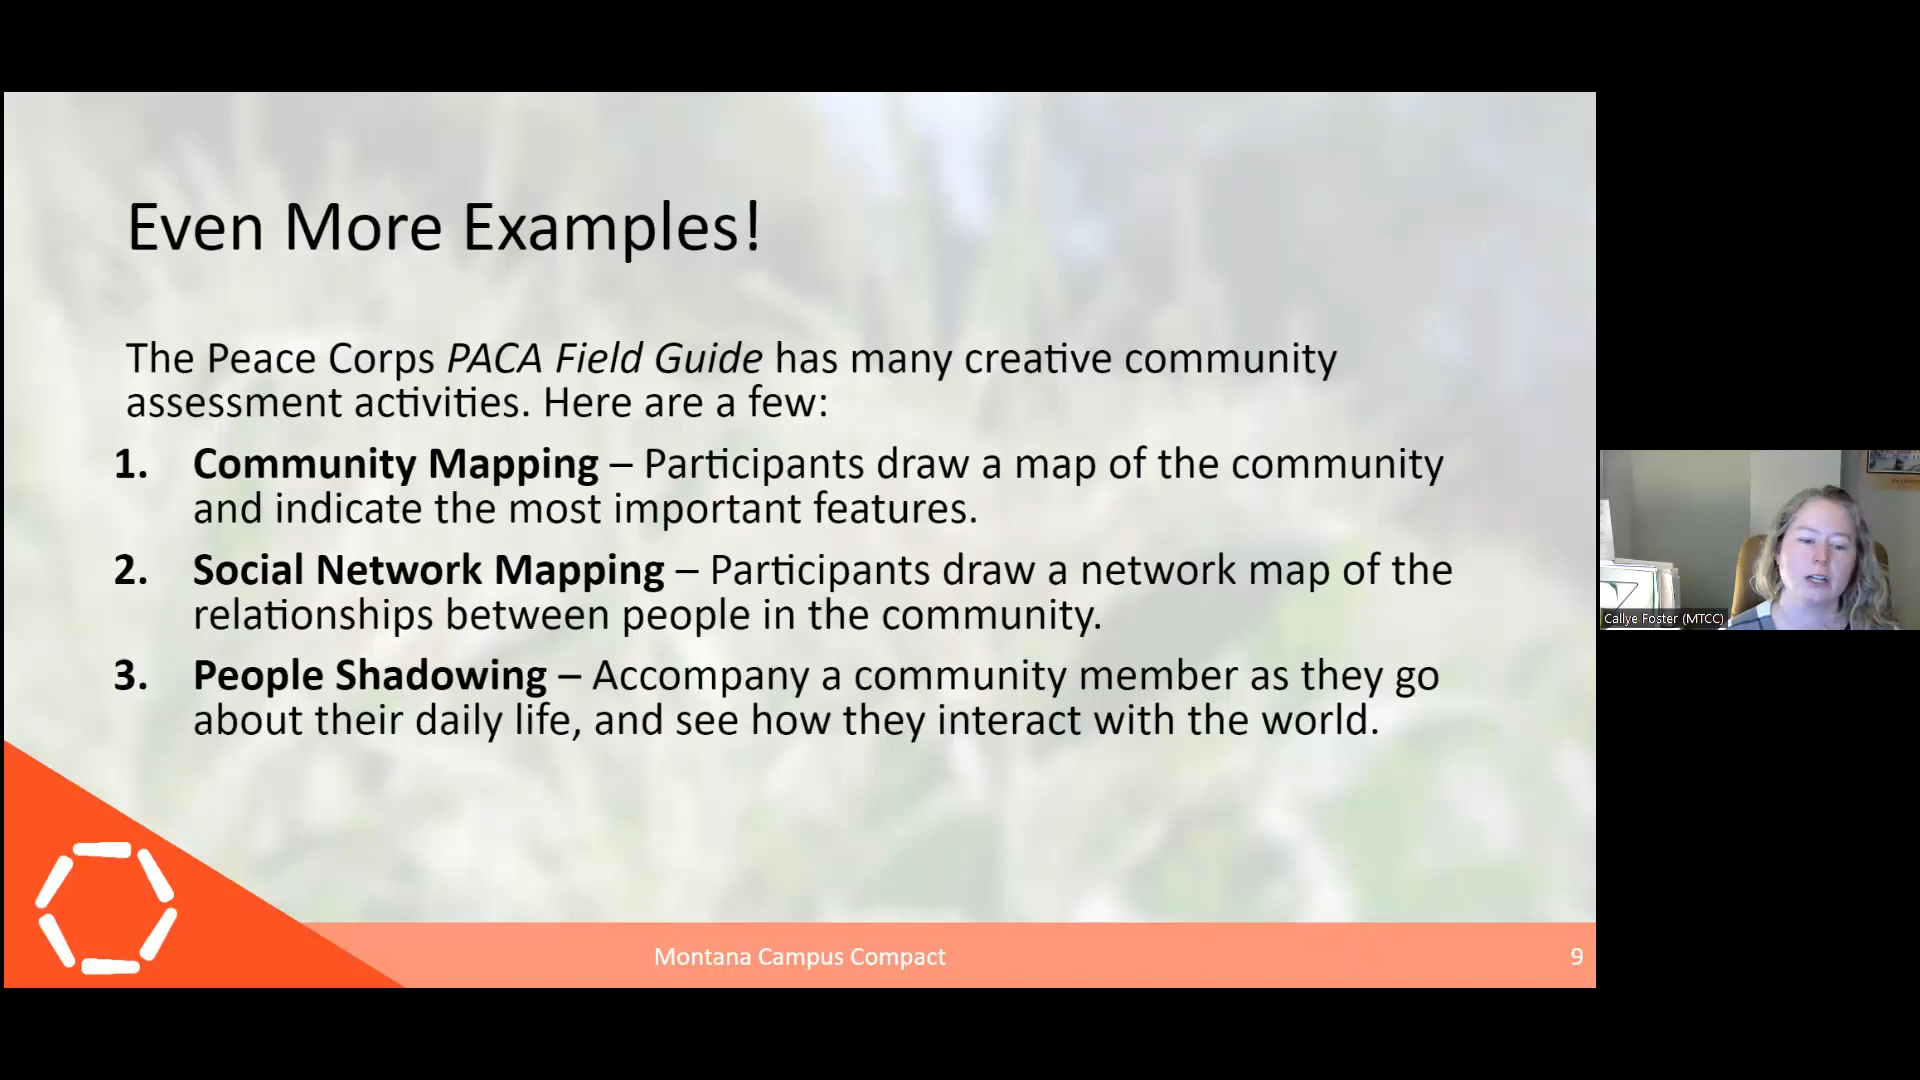 Even More Examples!
The Peace Corps PACA Field Guide has many creative community
assessment activities. Here are a few:
1. Community Mapping – Participants draw a map of the community
and indicate the most important features.
2. Social Network Mapping – Participants draw a network map of the
relationships between people in the community.
3. People Shadowing – Accompany a community member as they go
about their daily life, and see how they interact with the world.
Montana Campus Compact
9
Callye Foster (MTCC)